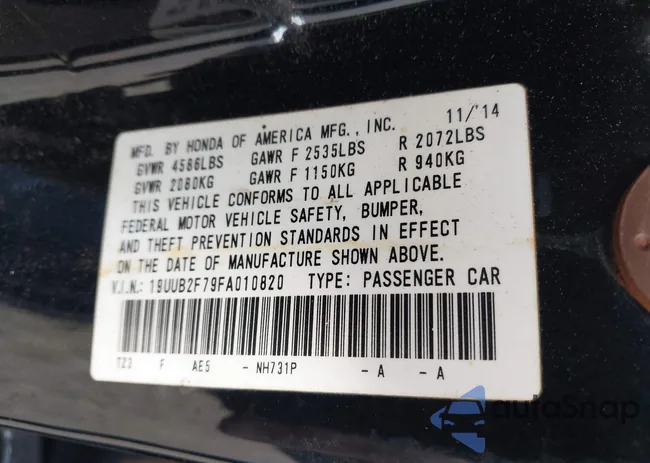 MFD. BY HONDA OF AMERICA MFG., INC. 11/'14
GVWR 4586LBS GAWR F 2535LBS R 2072LBS
GVWR 2080KG GAWR F 1150KG R 940KG
THIS VEHICLE CONFORMS TO ALL APPLICABLE
FEDERAL MOTOR VEHICLE SAFETY, BUMPER,
AND THEFT PREVENTION STANDARDS IN EFFECT
ON THE DATE OF MANUFACTURE SHOWN ABOVE.
V.I.N.: 19UUB2F79FA010820 TYPE: PASSENGER CAR
TZ3 F AE5 - NH731P - A - A
autoSnap